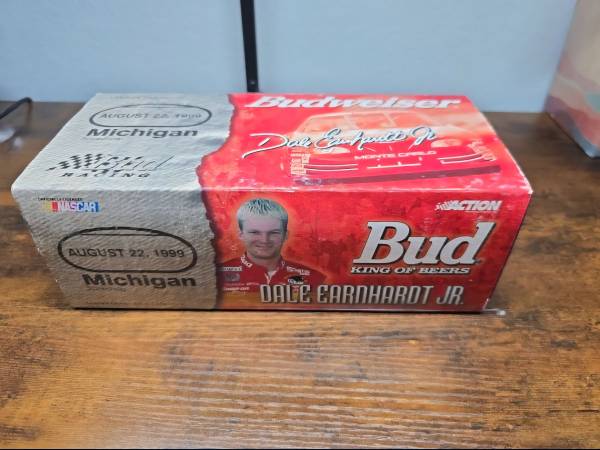 AUGUST 22, 1999
Michigan
RACING
Budweiser
Dale Earnhardt Jr
MONTE CARLO
NASCAR
AUGUST 22, 1999
Michigan
ACTION
Bud
KING OF BEERS
DALE EARNHARDT JR.